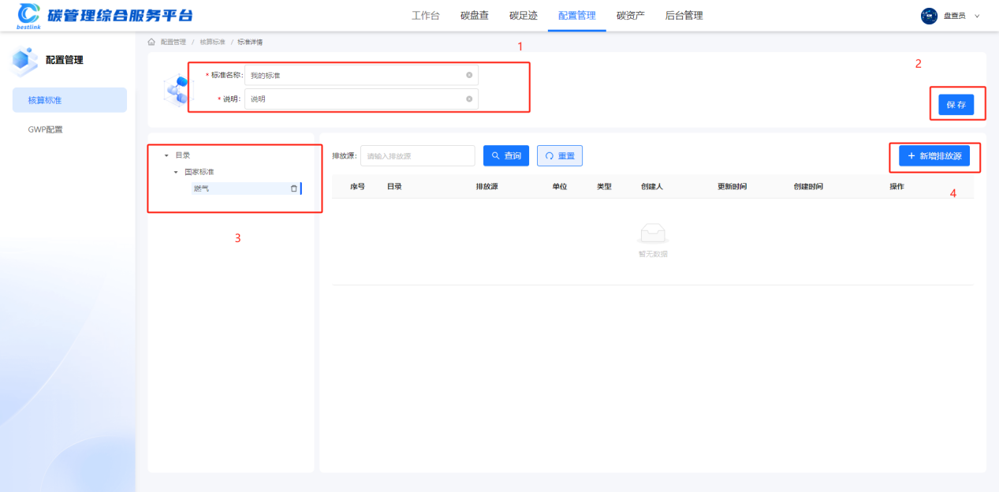 碳管理综合服务平台
bestlink
工作台 碳盘查 碳足迹 配置管理 碳资产 后台管理
盘查员
配置管理 / 核算标准 / 标准详情
1
2
配置管理
* 标准名称: 我的标准
* 说明: 说明
保存
核算标准
GWP配置
目录
国家标准
燃气
3
排放源: 请输入排放源 查询 重置 + 新增排放源
序号 目录 排放源 单位 类型 创建人 更新时间 创建时间 操作
4
暂无数据